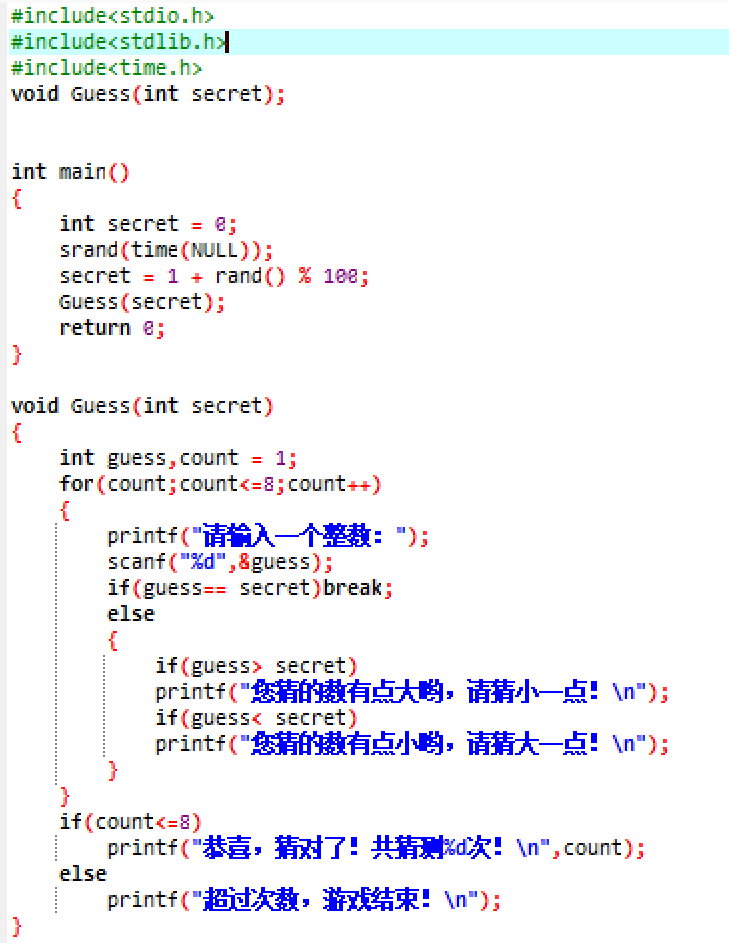 #include<stdio.h>
#include<stdlib.h>
#include<time.h>
void Guess(int secret);
int main()
{
    int secret = 0;
    srand(time(NULL));
    secret = 1 + rand() % 100;
    Guess(secret);
    return 0;
}
void Guess(int secret)
{
    int guess,count = 1;
    for(count;count<=8;count++)
    {
        printf("请输入一个整数: ");
        scanf("%d",&guess);
        if(guess== secret)break;
        else
        {
            if(guess> secret)
            printf("您猜的数有点大哟，请猜小一点! \n");
            if(guess< secret)
            printf("您猜的数有点小哟，请猜大一点! \n");
        }
    }
    if(count<=8)
        printf("恭喜，猜对了! 共猜测%d次! \n",count);
    else
        printf("超过次数，游戏结束! \n");
}